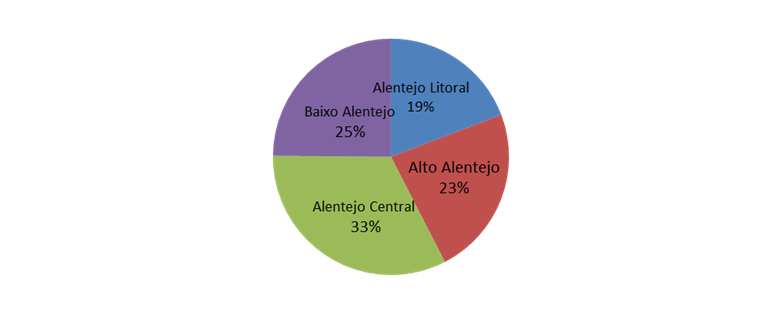 Alentejo Litoral
19%
Baixo Alentejo
25%
Alto Alentejo
23%
Alentejo Central
33%